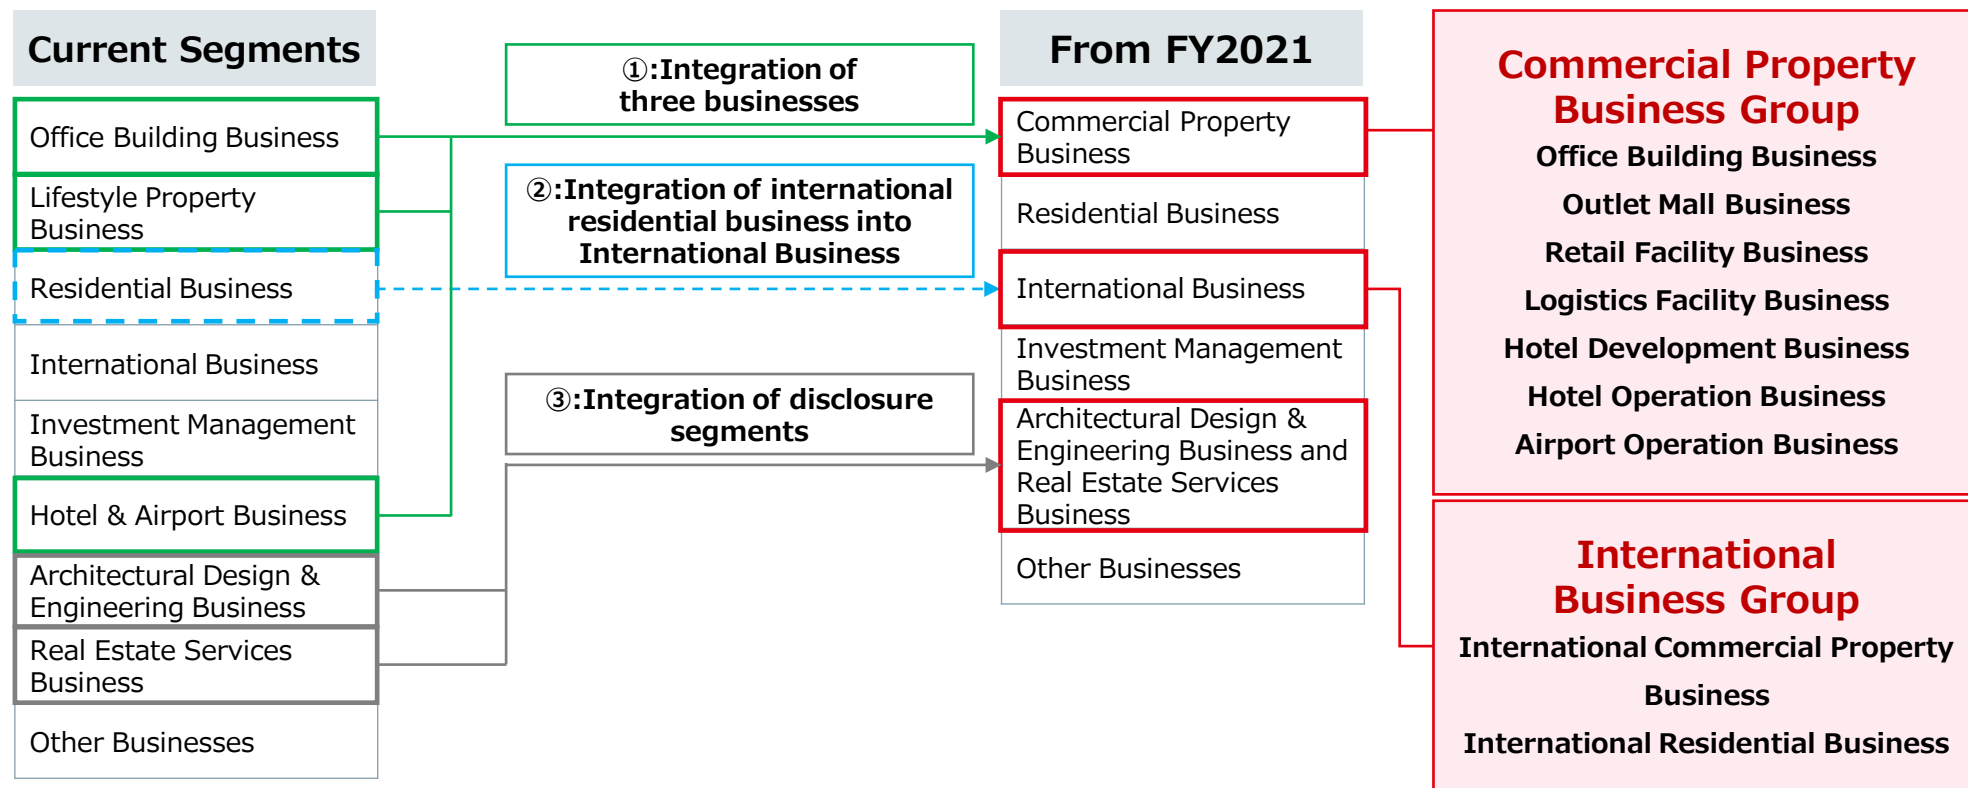 Current Segments
Office Building Business
Lifestyle Property
Business
Residential Business
International Business
Investment Management
Business
Hotel & Airport Business
Architectural Design &
Engineering Business
Real Estate Services
Business
Other Businesses
①:Integration of
three businesses
②:Integration of international
residential business into
International Business
③:Integration of disclosure
segments
From FY2021
Commercial Property
Business
Residential Business
International Business
Investment Management
Business
Architectural Design &
Engineering Business and
Real Estate Services
Business
Other Businesses
Commercial Property
Business Group
Office Building Business
Outlet Mall Business
Retail Facility Business
Logistics Facility Business
Hotel Development Business
Hotel Operation Business
Airport Operation Business
International
Business Group
International Commercial Property
Business
International Residential Business